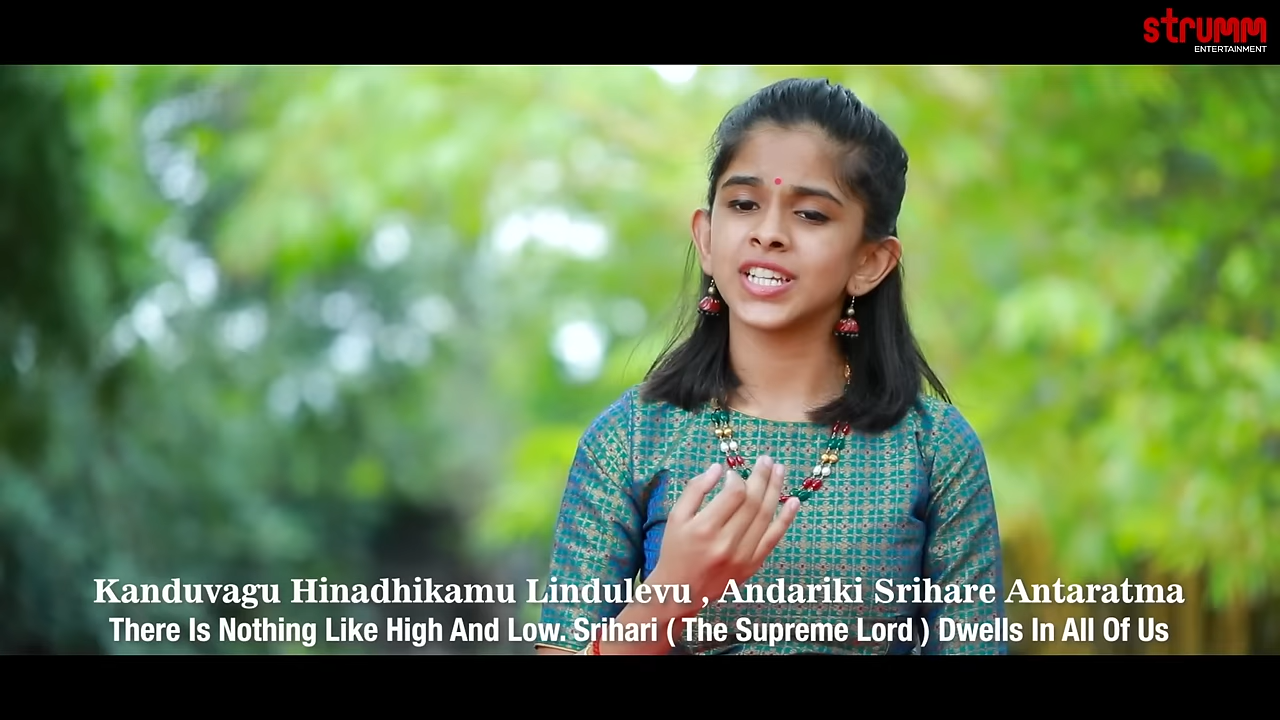 strumm
ENTERTAINMENT
Kanduvagu Hinadhikamu Lindulevu , Andariki Srihare Antaratma
There Is Nothing Like High And Low. Srihari ( The Supreme Lord ) Dwells In All Of Us